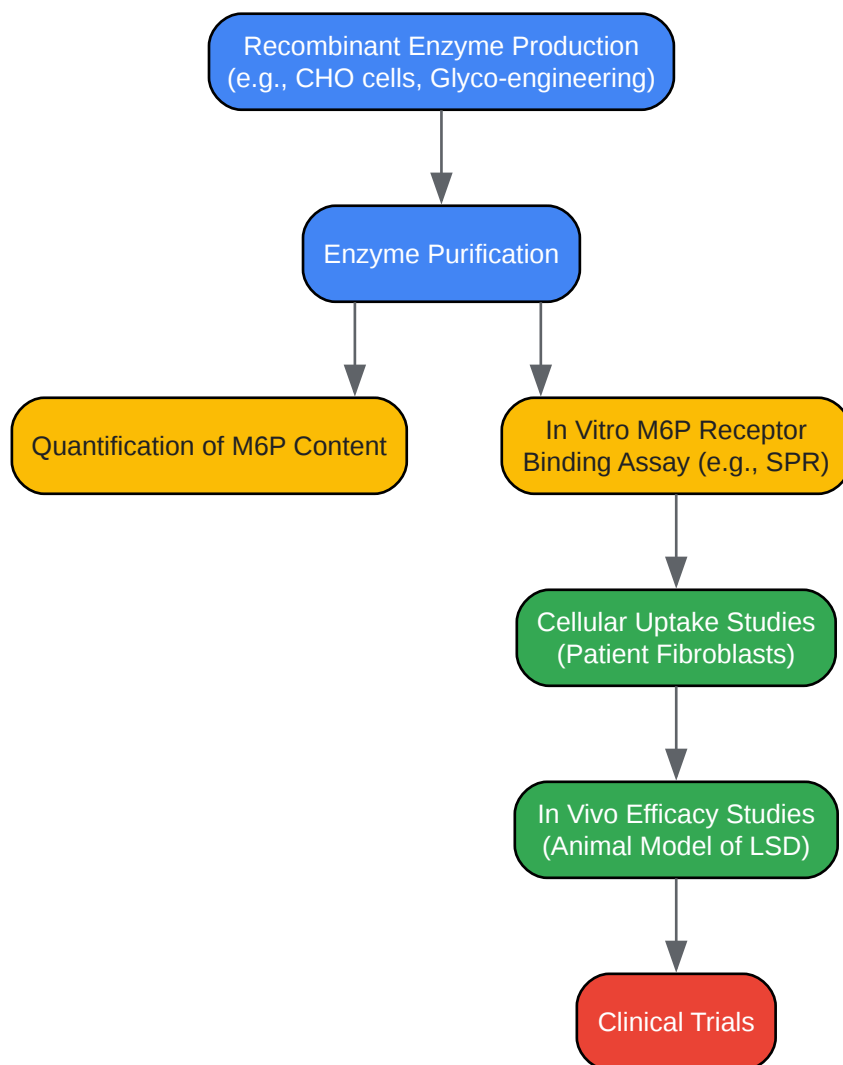 Recombinant Enzyme Production
(e.g., CHO cells, Glyco-engineering)
Enzyme Purification
Quantification of M6P Content
In Vitro M6P Receptor
Binding Assay (e.g., SPR)
Cellular Uptake Studies
(Patient Fibroblasts)
In Vivo Efficacy Studies
(Animal Model of LSD)
Clinical Trials